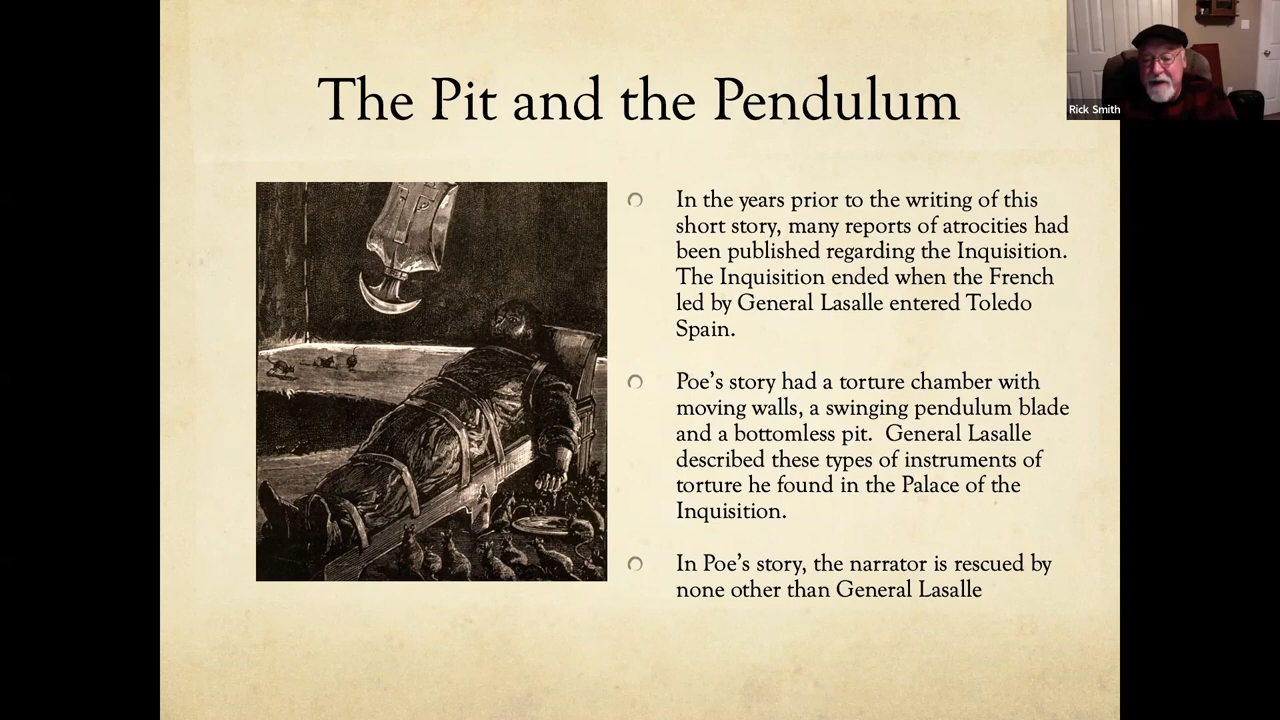 The Pit and the Pendulum
Rick Smith
In the years prior to the writing of this
short story, many reports of atrocities had
been published regarding the Inquisition.
The Inquisition ended when the French
led by General Lasalle entered Toledo
Spain.
Poe's story had a torture chamber with
moving walls, a swinging pendulum blade
and a bottomless pit.  General Lasalle
described these types of instruments of
torture he found in the Palace of the
Inquisition.
In Poe's story, the narrator is rescued by
none other than General Lasalle